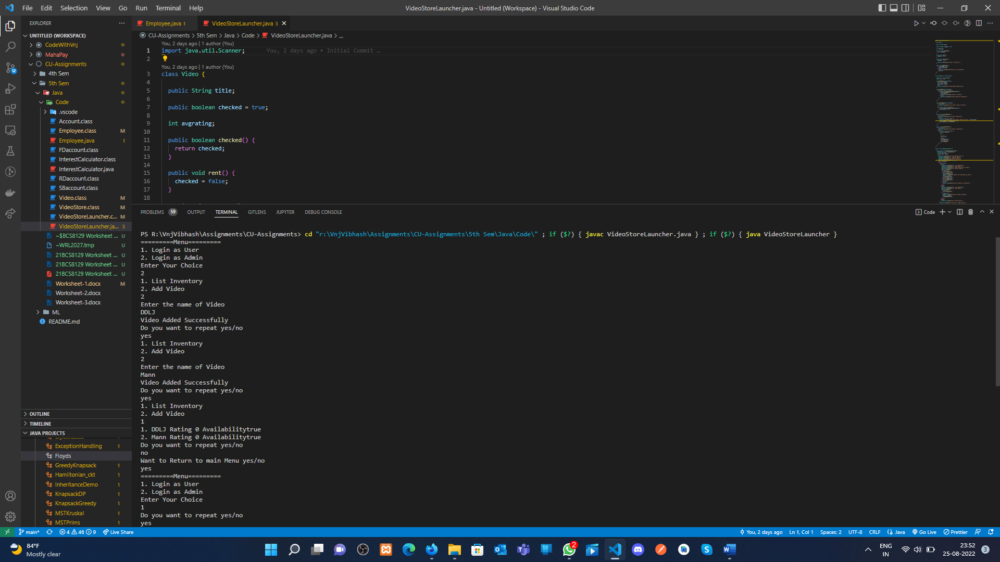 File Edit Selection View Go Run Terminal Help
VideoStoreLauncher.java - Untitled (Workspace) - Visual Studio Code
EXPLORER
UNTITLED (WORKSPACE)
CodeWithVnj
MahaPay
CU-Assignments
4th Sem
5th Sem
Java
Code
.vscode
Account.class
Employee.class M
Employee.java 1
FDaccount.class
InterestCalculator.class
InterestCalculator.java
RDaccount.class
SBaccount.class
Video.class M
VideoStore.class M
VideoStoreLauncher.c... M
VideoStoreLauncher.ja... 3
~$BCS8129 Worksheet ... U
~WRL2027.tmp U
21BCS8129 Worksheet ... U
21BCS8129 Worksheet ... U
21BCS8129 Worksheet ... U
Worksheet-1.docx M
Worksheet-2.docx
Worksheet-3.docx
ML
README.md
OUTLINE
TIMELINE
JAVA PROJECTS
ExceptionHandling 1
Floyds
GreedyKnapsack 1
Hamiltonian_ckt 1
InheritanceDemo 1
KnapsackDP 1
KnapsackGreedy 1
MSTKruskal 1
MSTPrims 1
12
Employee.java 1 VideoStoreLauncher.java 3
CU-Assignments > 5th Sem > Java > Code > VideoStoreLauncher.java > ...
You, 2 days ago | 1 author (You)
1 import java.util.Scanner; You, 2 days ago • Initial Commit …
2
You, 2 days ago | 1 author (You)
3 class Video {
4
5 public String title;
6
7 public boolean checked = true;
8
9 int avgrating;
10
11 public boolean checked() {
12 return checked;
13 }
14
15 public void rent() {
16 checked = false;
17 }
18
PROBLEMS 59 OUTPUT TERMINAL GITLENS JUPYTER DEBUG CONSOLE
Code
PS R:\VnjVibhash\Assignments\CU-Assignments> cd "r:\VnjVibhash\Assignments\CU-Assignments\5th Sem\Java\Code\" ; if ($?) { javac VideoStoreLauncher.java } ; if ($?) { java VideoStoreLauncher }
=========Menu=========
1. Login as User
2. Login as Admin
Enter Your Choice
2
1. List Inventory
2. Add Video
2
Enter the name of Video
DDLJ
Video Added Successfully
Do you want to repeat yes/no
yes
1. List Inventory
2. Add Video
2
Enter the name of Video
Mann
Video Added Successfully
Do you want to repeat yes/no
yes
1. List Inventory
2. Add Video
1
1. DDLJ Rating 0 Availabilitytrue
2. Mann Rating 0 Availabilitytrue
Do you want to repeat yes/no
no
Want to Return to main Menu yes/no
yes
=========Menu=========
1. Login as User
2. Login as Admin
Enter Your Choice
1
Do you want to repeat yes/no
yes
main* 4 46 9 Live Share
You, 2 days ago Ln 1, Col 1 Spaces: 2 UTF-8 CRLF Java Go Live Prettier
84°F
Mostly clear
2
ENG
IN
23:52
25-08-2022
3